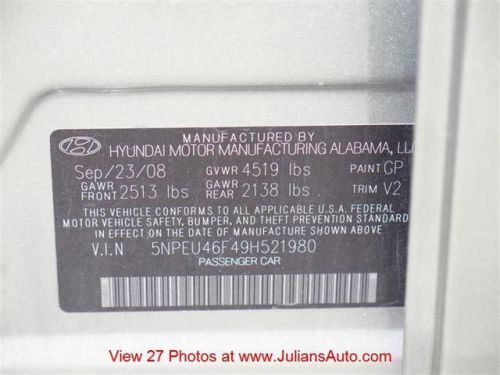 MANUFACTURED BY
HYUNDAI MOTOR MANUFACTURING ALABAMA, LLC
Sep/23/08 GVWR 4519 lbs PAINT GP
GAWR FRONT 2513 lbs GAWR REAR 2138 lbs TRIM V2
THIS VEHICLE CONFORMS TO ALL APPLICABLE U.S.A. FEDERAL
MOTOR VEHICLE SAFETY, BUMPER, AND THEFT PREVENTION STANDARDS
IN EFFECT ON THE DATE OF MANUFACTURE SHOWN ABOVE
V.I.N 5NPEU46F49H521980
PASSENGER CAR
View 27 Photos at www.JuliansAuto.com